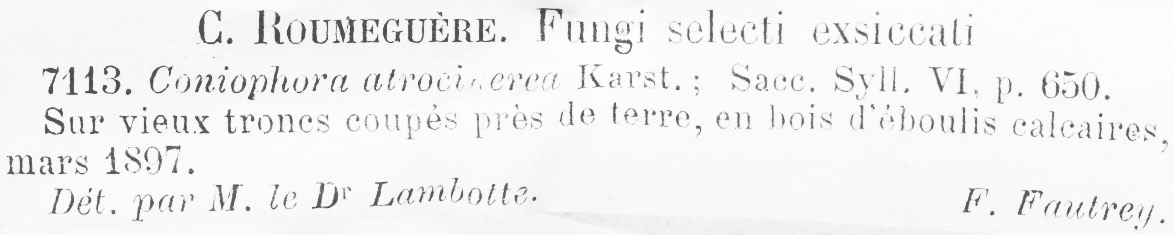 C. ROUMEGUÈRE. Fungi selecti exsiccati
7113. Coniophora atrocinerea Karst.; Sacc. Syll. VI, p. 650.
Sur vieux troncs coupés près de terre, en bois d'éboulis calcaires,
mars 1897.
Dét. par M. le Dr Lambotte. F. Fautrey.